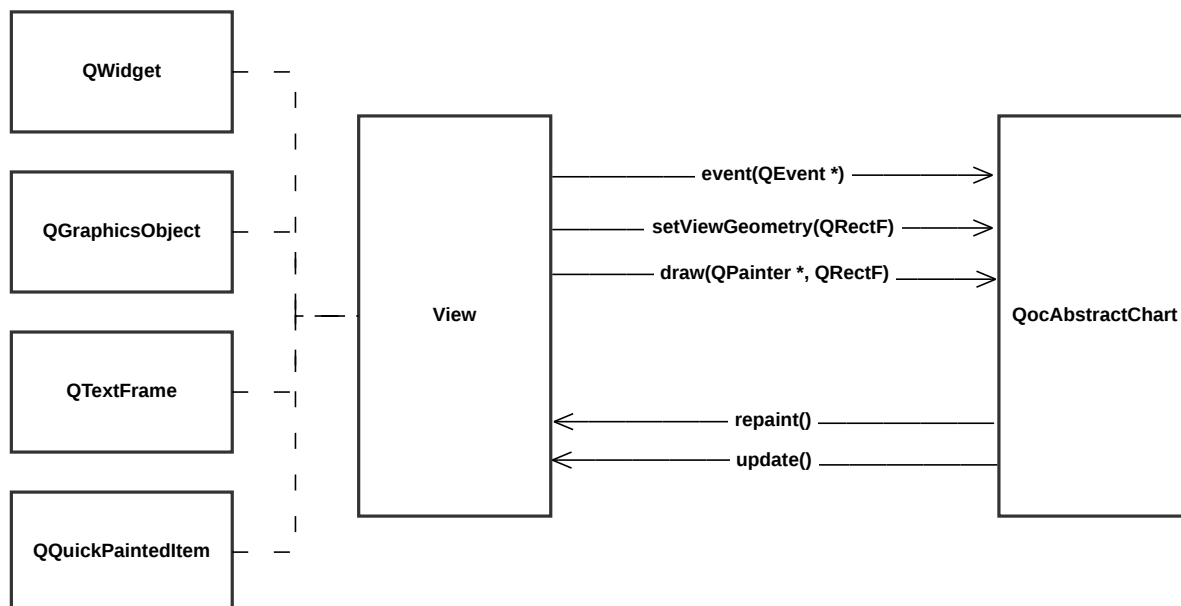 QWidget
QGraphicsObject
QTextFrame
QQuickPaintedItem
View
event(QEvent *)
setViewGeometry(QRectF)
draw(QPainter *, QRectF)
repaint()
update()
QocAbstractChart